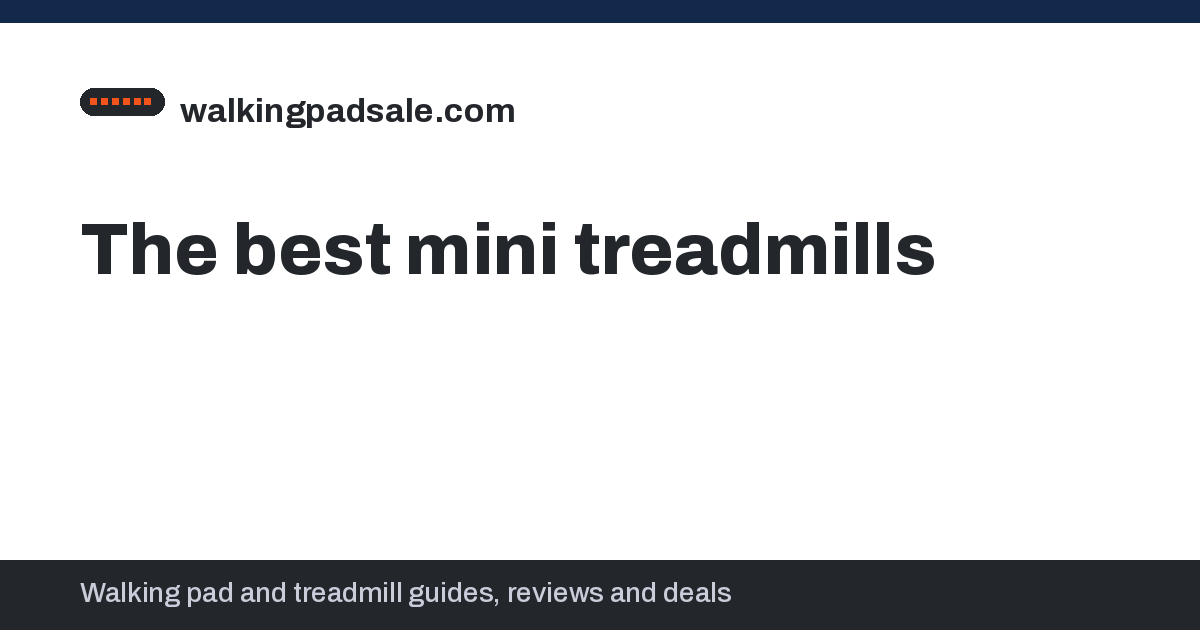 walkingpadsale.com
The best mini treadmills
Walking pad and treadmill guides, reviews and deals